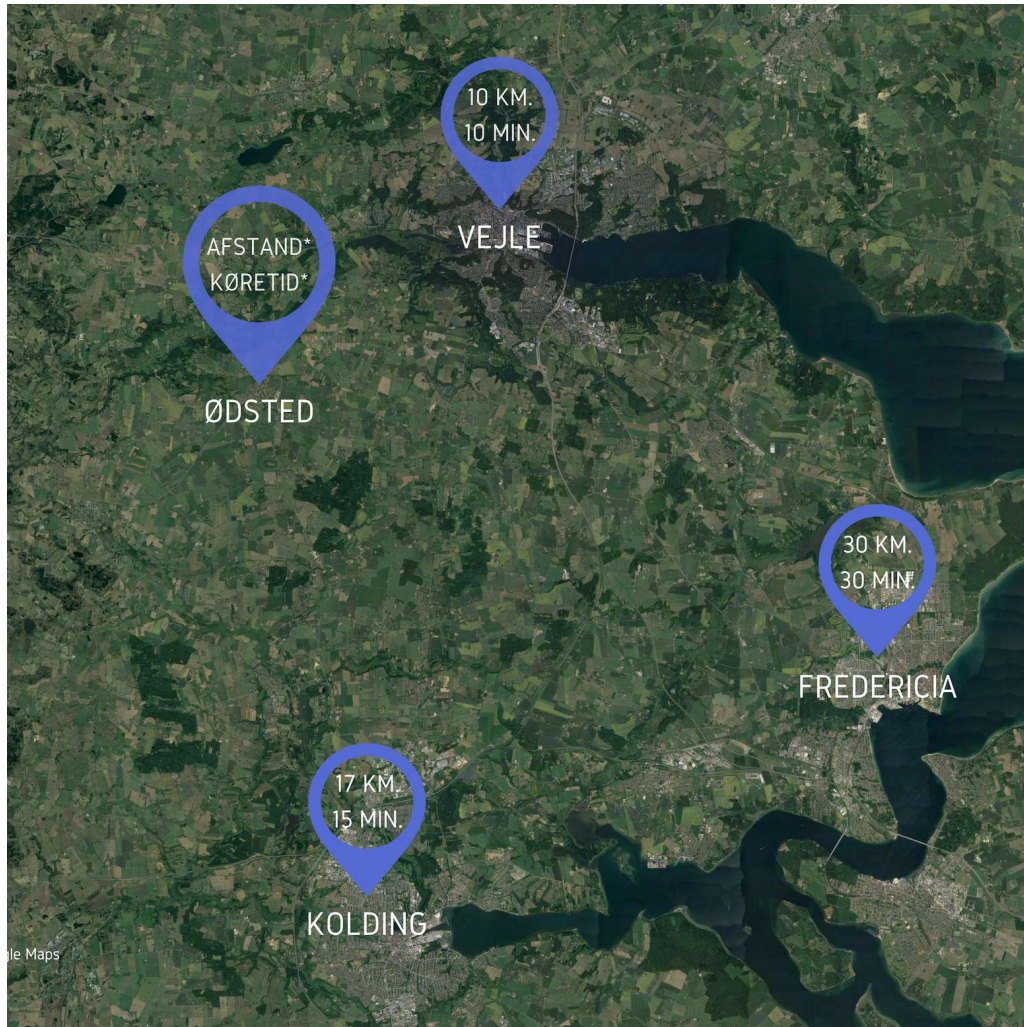 10 KM.
10 MIN.
VEJLE
AFSTAND*
KØRETID*
ØDSTED
30 KM.
30 MIN.
FREDERICIA
17 KM.
15 MIN.
KOLDING
gle Maps